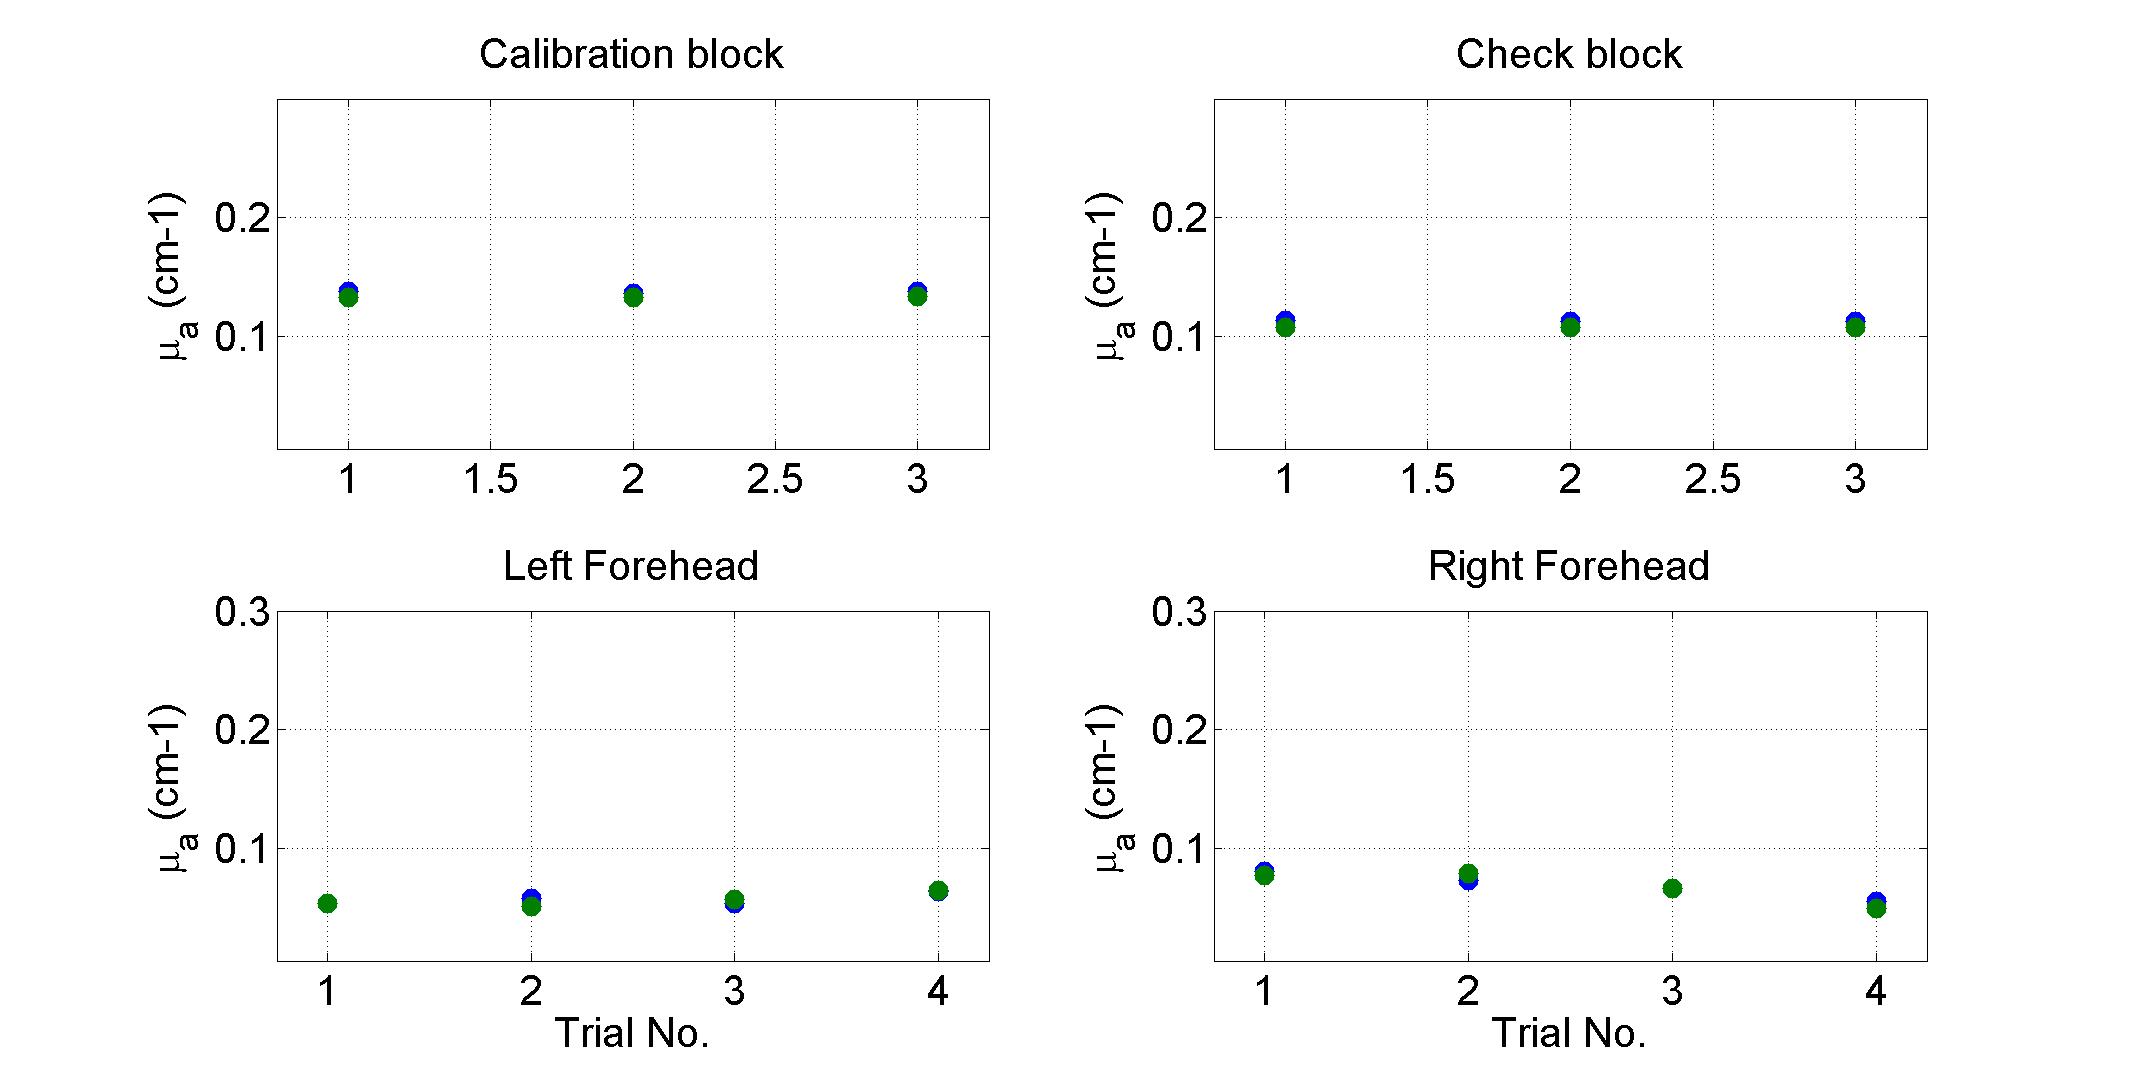 Calibration block
Check block
μa (cm-1)
0.2
0.1
1 1.5 2 2.5 3
μa (cm-1)
0.2
0.1
1 1.5 2 2.5 3
Left Forehead
Right Forehead
μa (cm-1)
0.3
0.2
0.1
1 2 3 4
Trial No.
μa (cm-1)
0.3
0.2
0.1
1 2 3 4
Trial No.